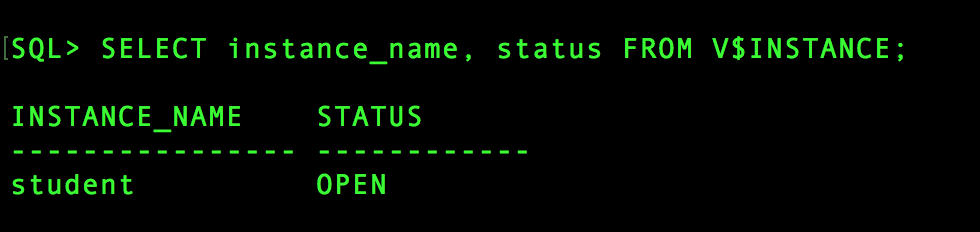 [SQL> SELECT instance_name, status FROM V$INSTANCE;
INSTANCE_NAME    STATUS
---------------- ------------
student          OPEN